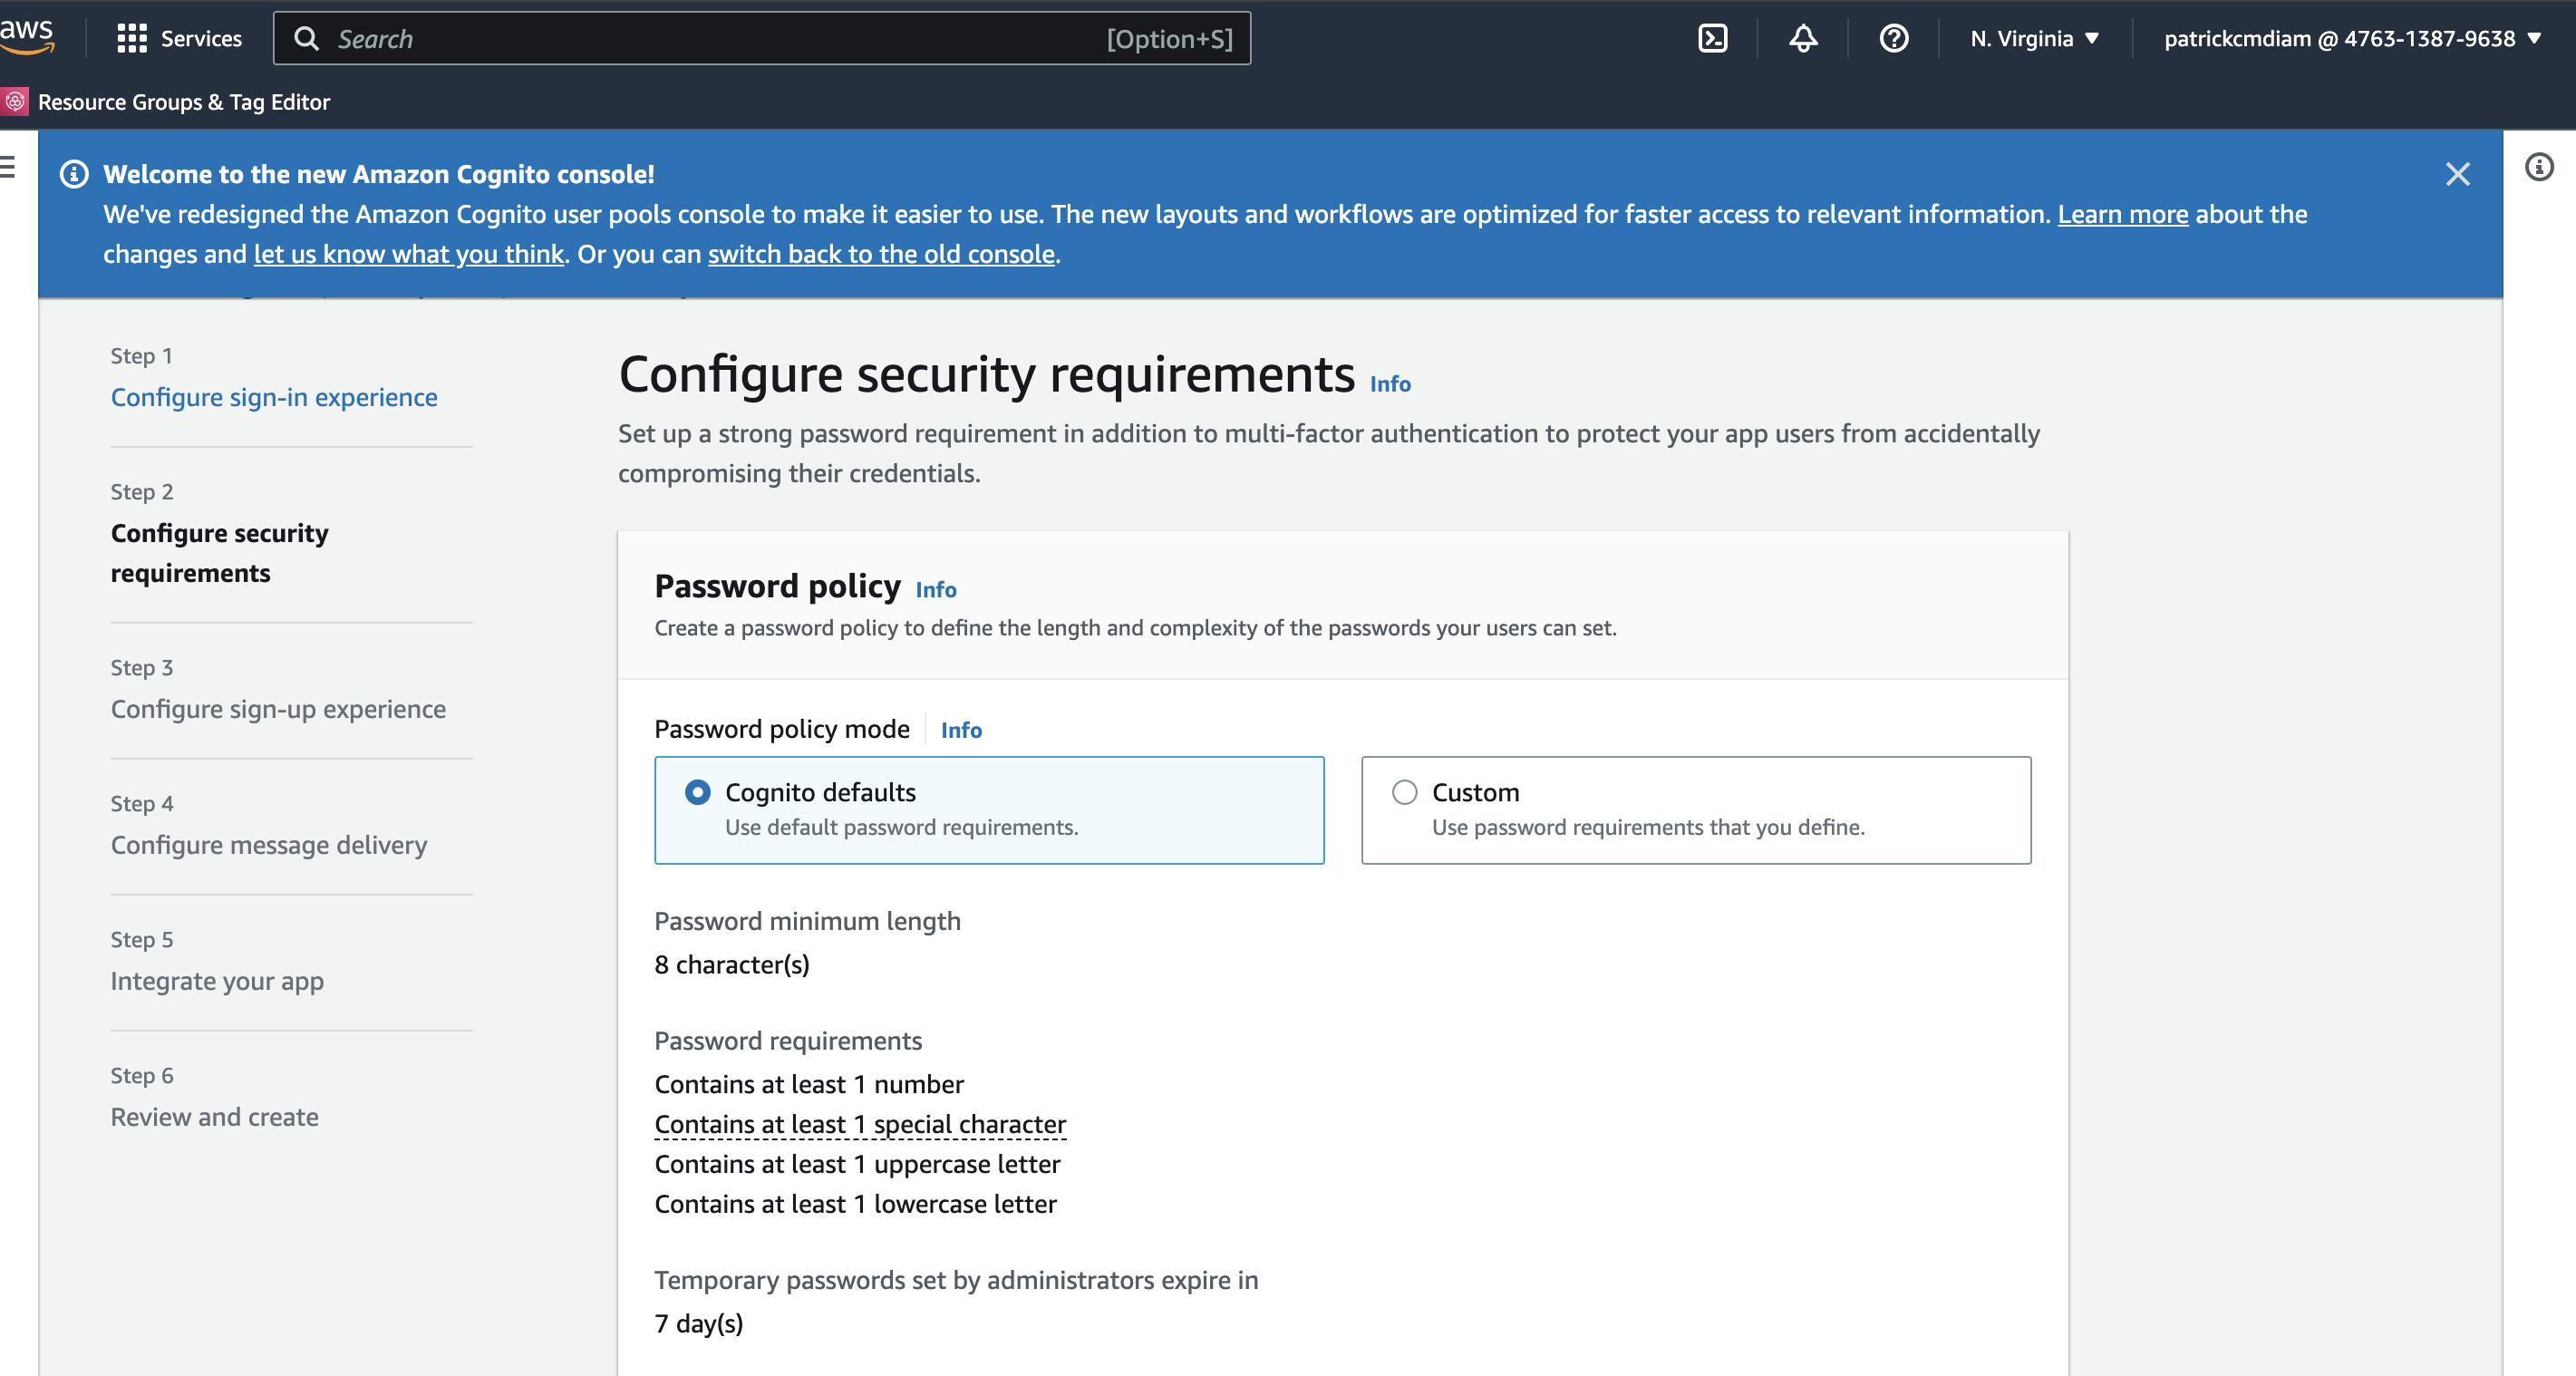 aws
Services
Search
[Option+S]
N. Virginia
patrickcmdiam @ 4763-1387-9638
Resource Groups & Tag Editor
Welcome to the new Amazon Cognito console!
We've redesigned the Amazon Cognito user pools console to make it easier to use. The new layouts and workflows are optimized for faster access to relevant information. Learn more about the
changes and let us know what you think. Or you can switch back to the old console.
Step 1
Configure sign-in experience
Step 2
Configure security
requirements
Step 3
Configure sign-up experience
Step 4
Configure message delivery
Step 5
Integrate your app
Step 6
Review and create
Configure security requirements Info
Set up a strong password requirement in addition to multi-factor authentication to protect your app users from accidentally
compromising their credentials.
Password policy Info
Create a password policy to define the length and complexity of the passwords your users can set.
Password policy mode Info
Cognito defaults
Use default password requirements.
Custom
Use password requirements that you define.
Password minimum length
8 character(s)
Password requirements
Contains at least 1 number
Contains at least 1 special character
Contains at least 1 uppercase letter
Contains at least 1 lowercase letter
Temporary passwords set by administrators expire in
7 day(s)